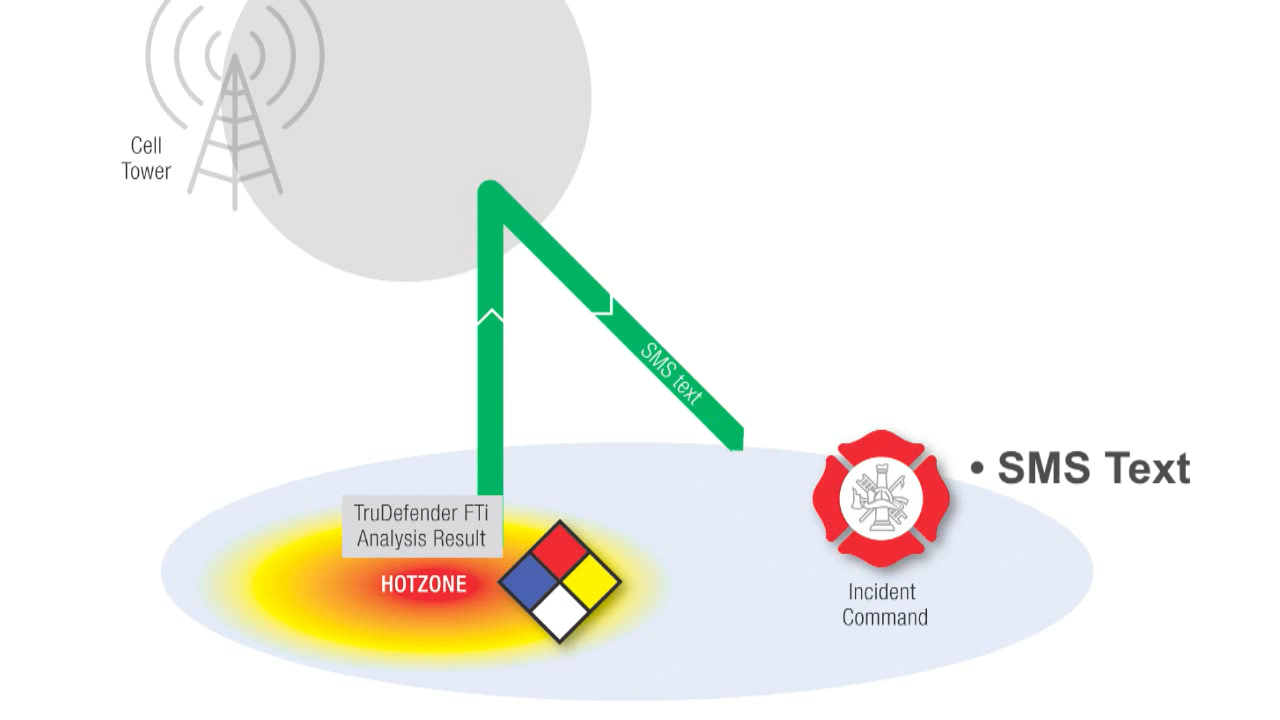 Cell
Tower
SMS text
• SMS Text
TruDefender FTi
Analysis Result
HOTZONE
Incident
Command